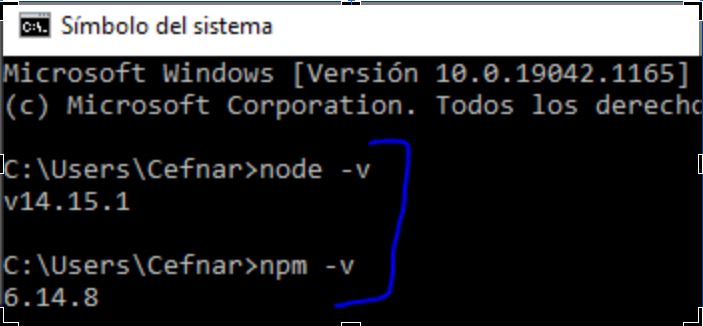 Símbolo del sistema
Microsoft Windows [Versión 10.0.19042.1165]
(c) Microsoft Corporation. Todos los
C:\Users\Cefnar>node -v
v14.15.1
C:\Users\Cefnar>npm -v
6.14.8